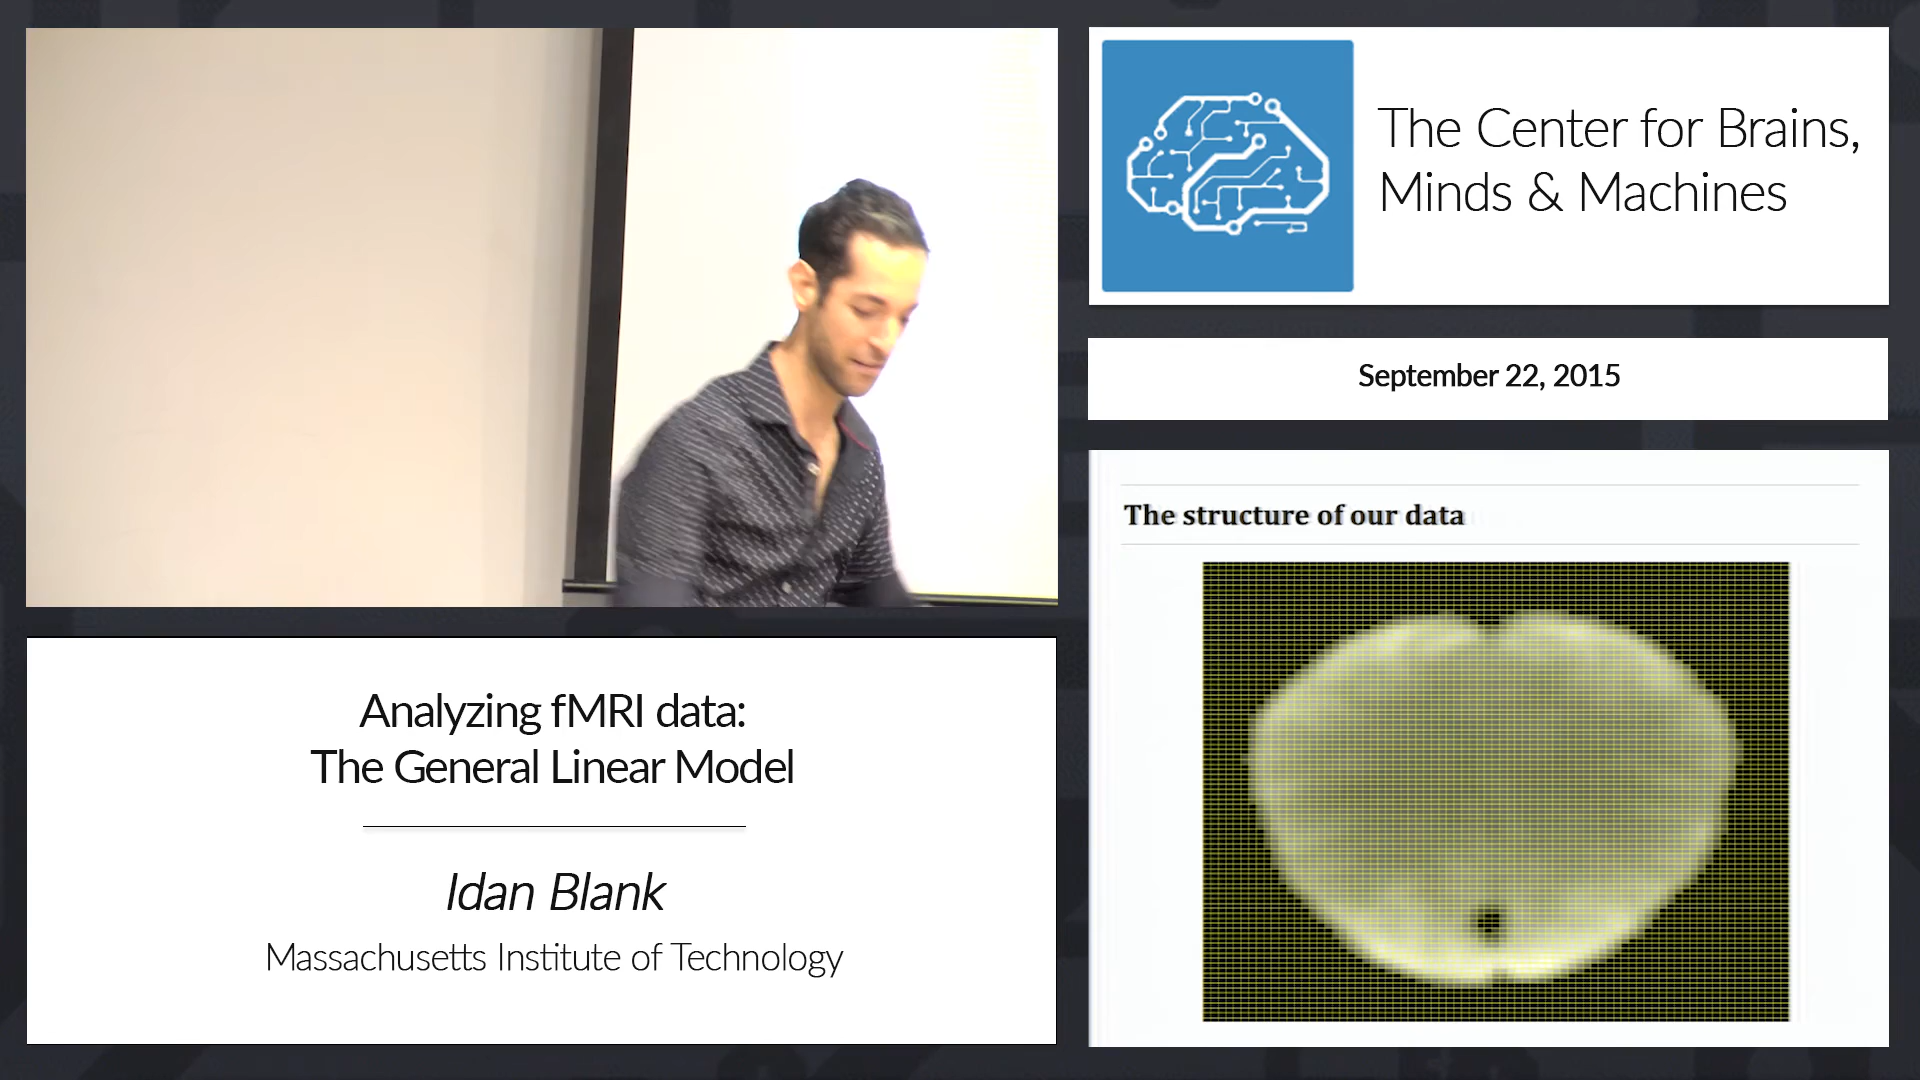 The Center for Brains,
Minds & Machines
September 22, 2015
The structure of our data
Analyzing fMRI data:
The General Linear Model
Idan Blank
Massachusetts Institute of Technology